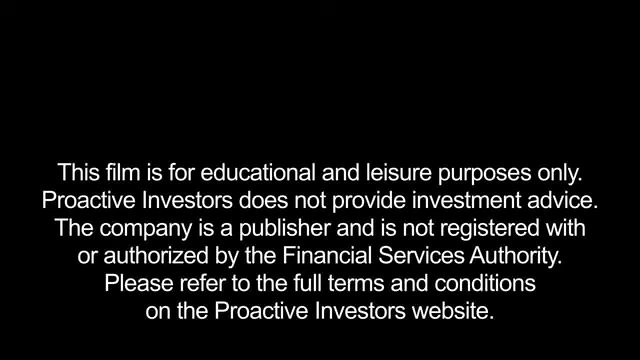 This film is for educational and leisure purposes only.
Proactive Investors does not provide investment advice.
The company is a publisher and is not registered with
or authorized by the Financial Services Authority.
Please refer to the full terms and conditions
on the Proactive Investors website.